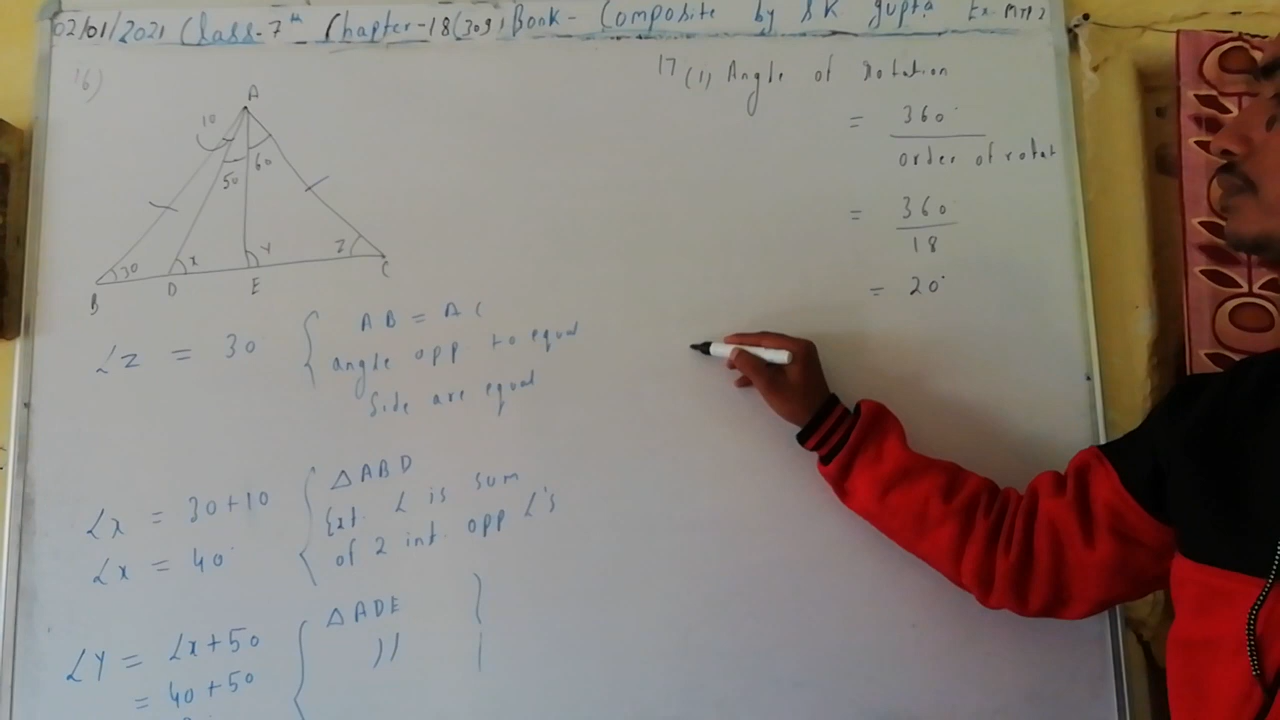 02/01/2021 Class-7th Chapter-18(309) Book- Composite by SK gupta Ex.
16)
A
10
60
50
30
x
Y
Z
B
D
E
C
∠z = 30
AB = AC
angle opp to equal
Side are equal
∠x = 30+10
∠x = 40°
△ABD
Ext. ∠ is sum
of 2 int. opp ∠'s
∠Y = ∠x+50
= 40+50
△ADE
〃
17 (1) Angle of rotation
= 360°
order of rotat
= 360
18
= 20°